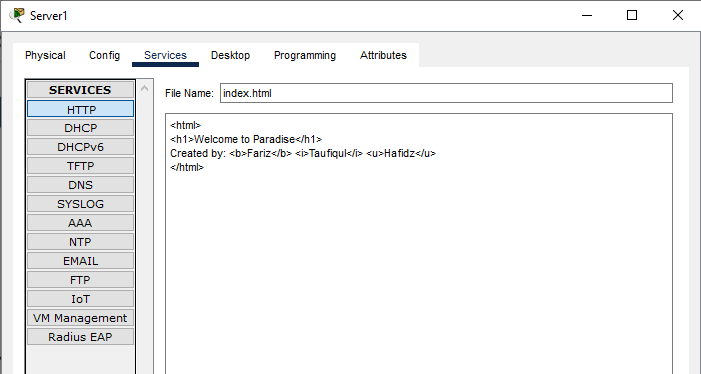 Server1
Physical Config Services Desktop Programming Attributes
SERVICES
HTTP
DHCP
DHCPv6
TFTP
DNS
SYSLOG
AAA
NTP
EMAIL
FTP
IoT
VM Management
Radius EAP
File Name: index.html
<html>
<h1>Welcome to Paradise</h1>
Created by: <b>Fariz</b> <i>Taufiqul</i> <u>Hafidz</u>
</html>